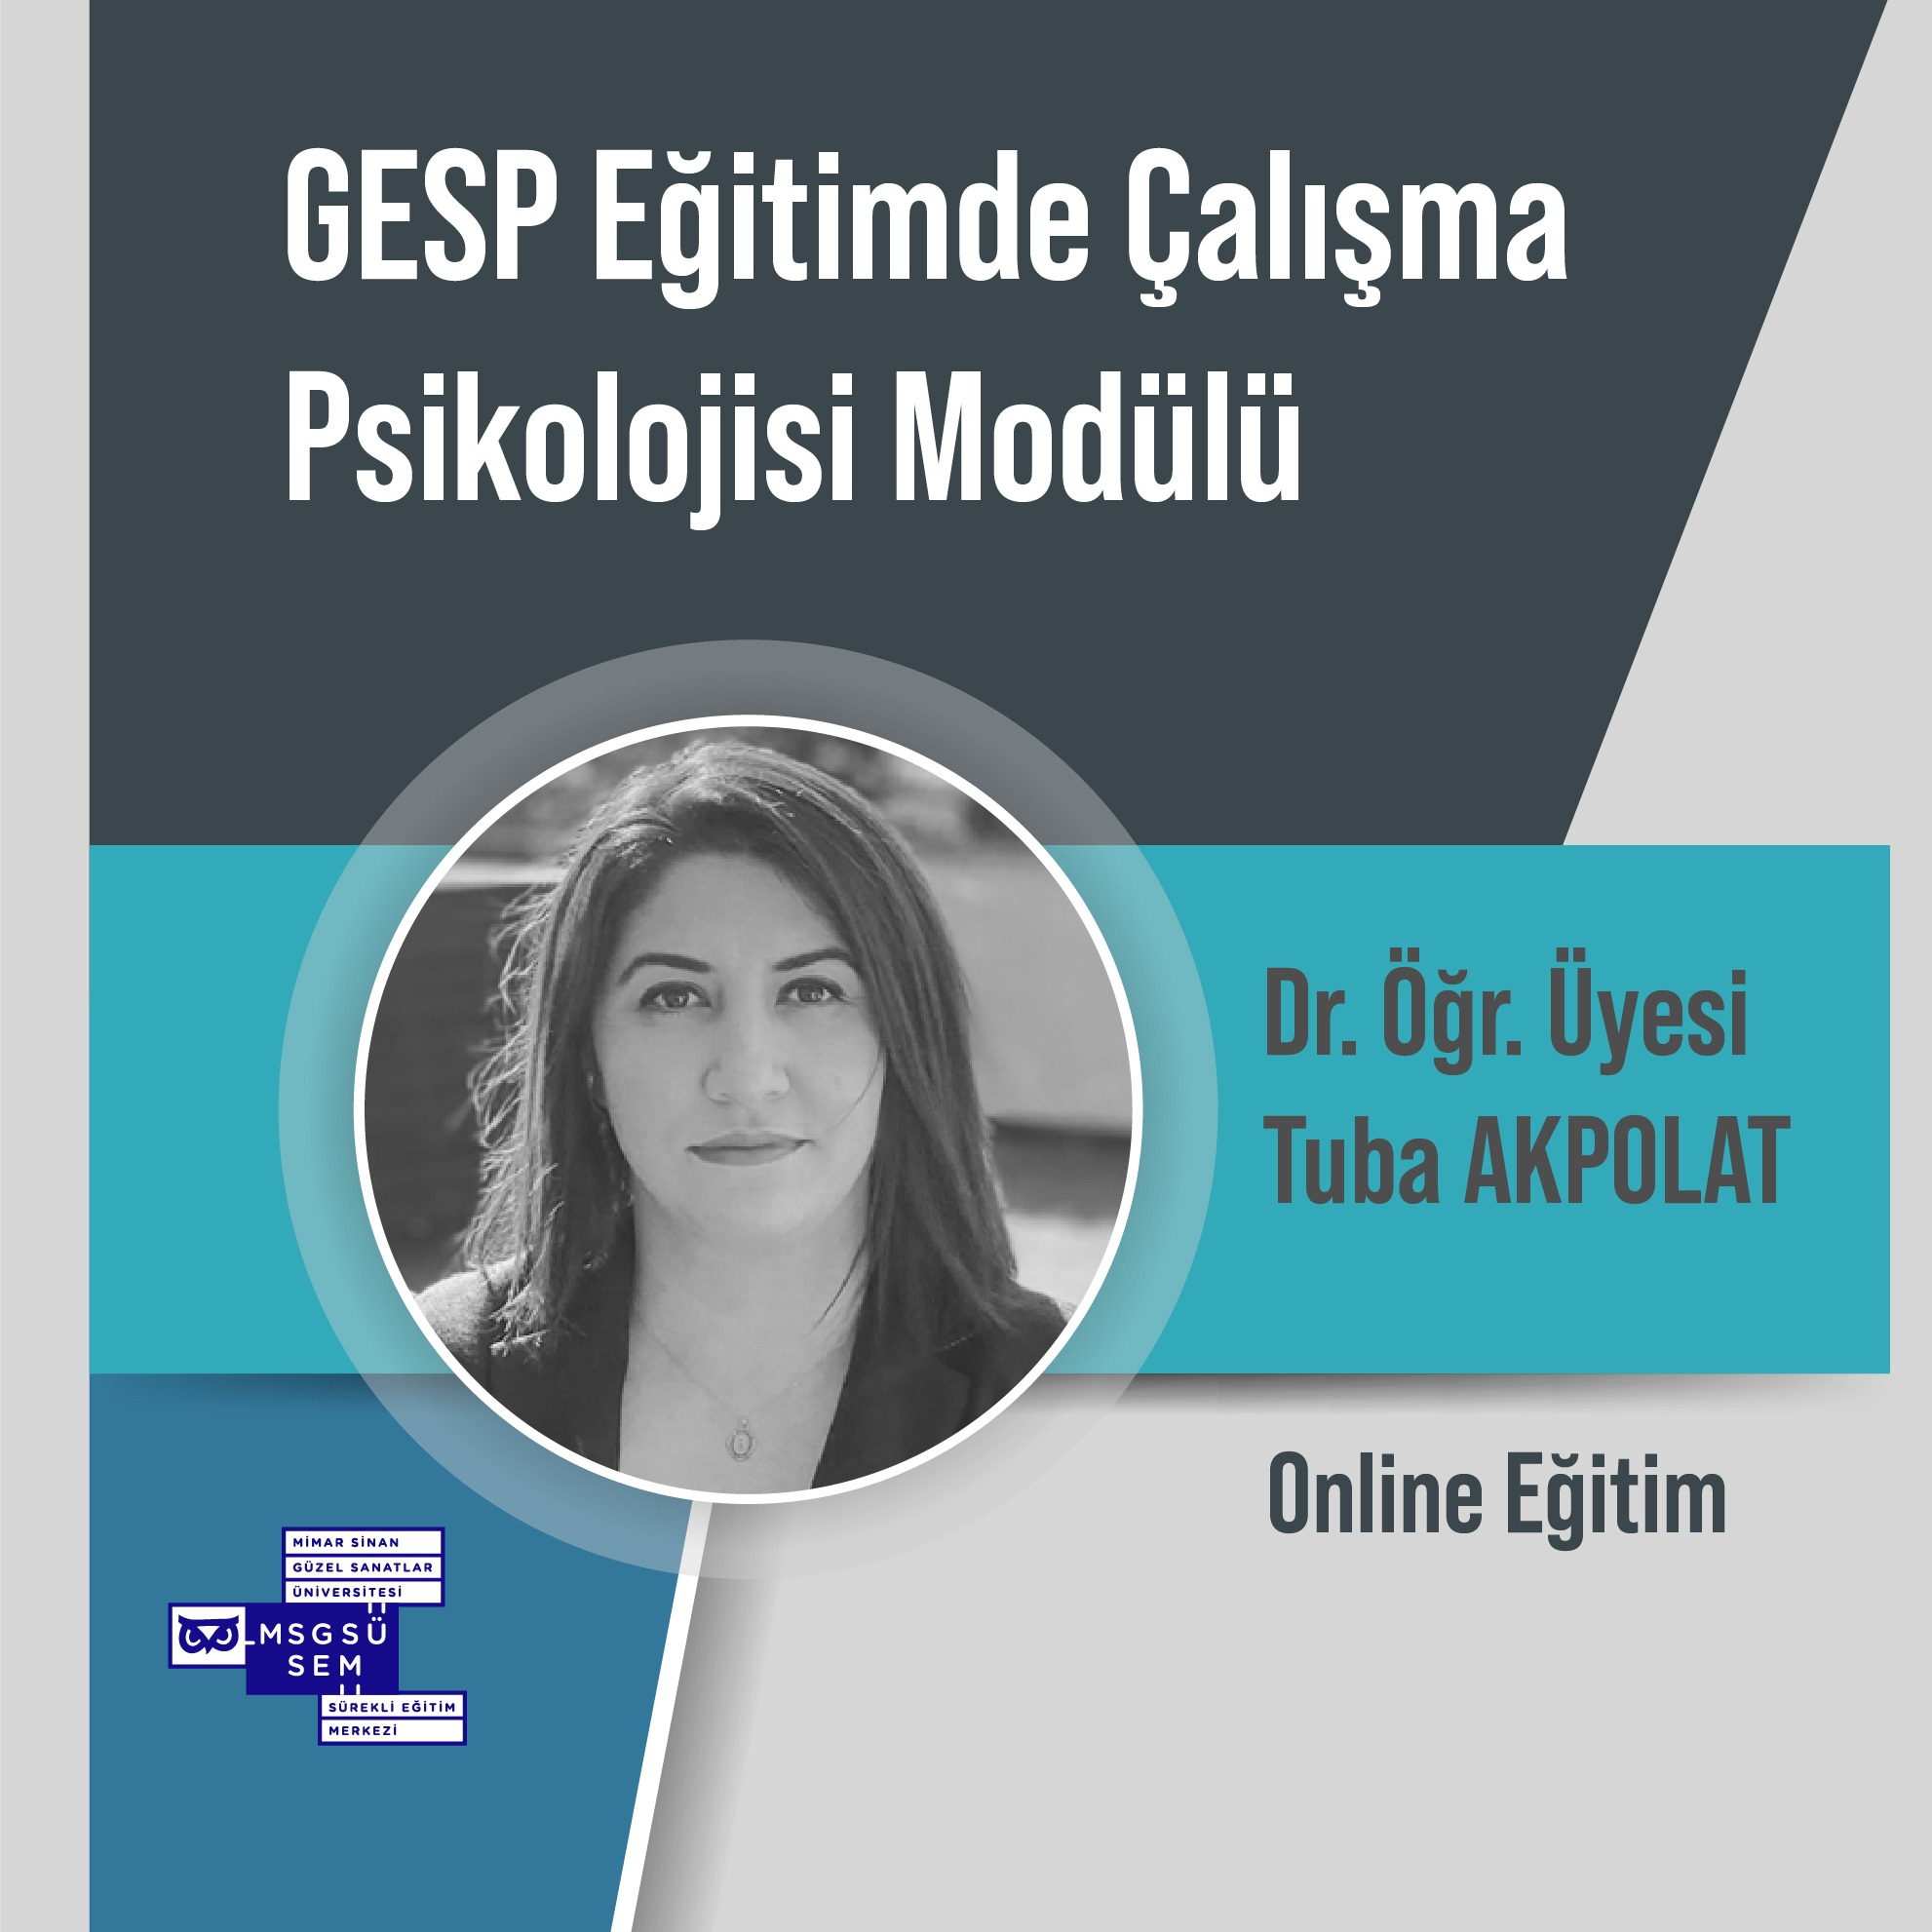 GESP Eğitimde Çalışma
Psikolojisi Modülü
Dr. Öğr. Üyesi
Tuba AKPOLAT
Online Eğitim
MİMAR SİNAN
GÜZEL SANATLAR
ÜNİVERSİTESİ
MSGSÜ
SEM
SÜREKLİ EĞİTİM
MERKEZİ